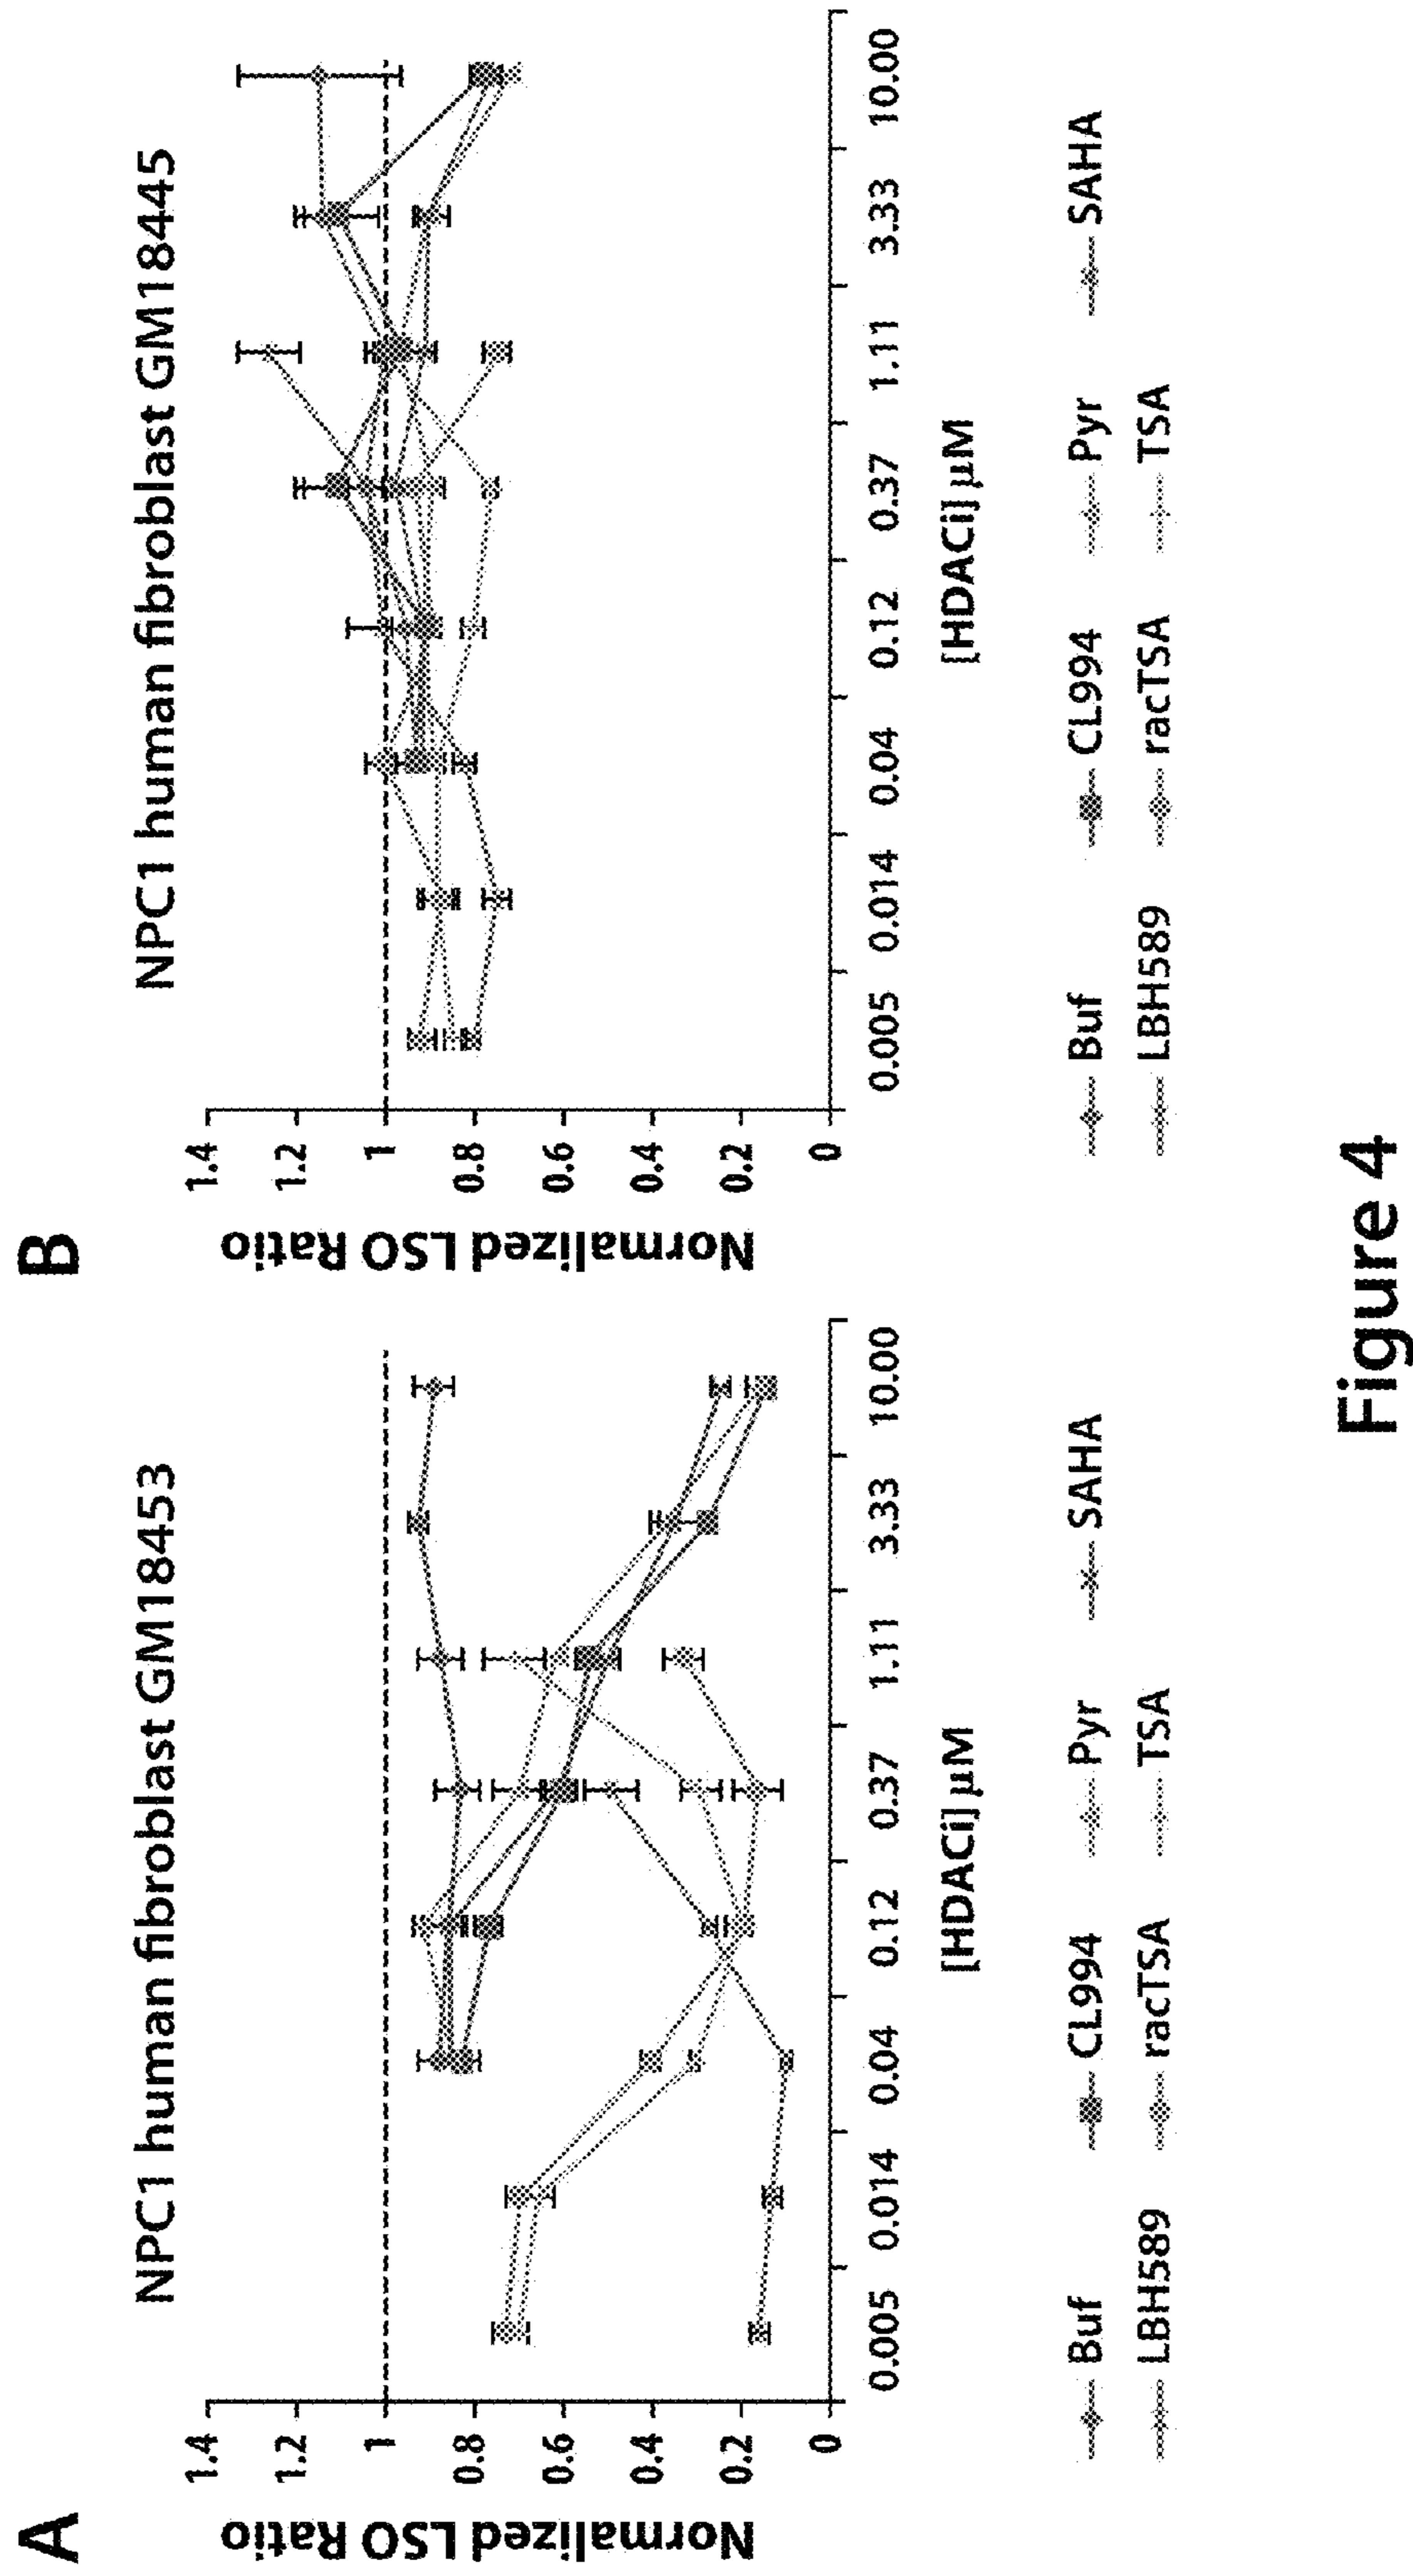 A
NPC1 human fibroblast GM18453
Normalized LSO Ratio
1.4
1.2
1
0.8
0.6
0.4
0.2
0
0.005 0.014 0.04 0.12 0.37 1.11 3.33 10.00
[HDACi] µM
Buf CL994 Pyr SAHA
LBH589 racTSA TSA
B
NPC1 human fibroblast GM18445
Normalized LSO Ratio
1.4
1.2
1
0.8
0.6
0.4
0.2
0
0.005 0.014 0.04 0.12 0.37 1.11 3.33 10.00
[HDACi] µM
Buf CL994 Pyr SAHA
LBH589 racTSA TSA
Figure 4